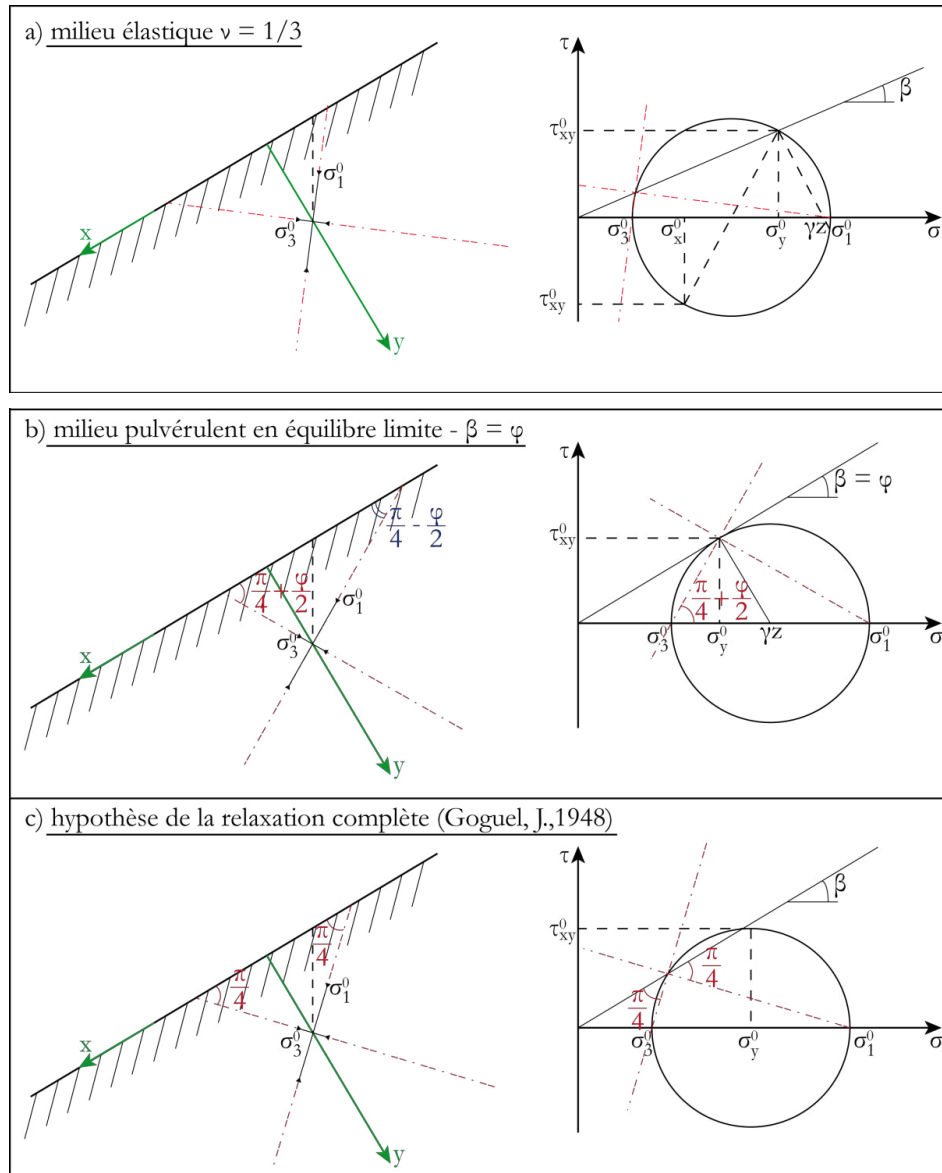 a) milieu élastique ν = 1/3
τ
β
τ⁰xy
σ⁰1
σ⁰3
x
y
σ⁰3
σ⁰x
σ⁰y
γz
σ⁰1
σ
τ⁰xy
b) milieu pulvérulent en équilibre limite - β = φ
τ
β = φ
π/4 - φ/2
τ⁰xy
π/4 + φ/2
σ⁰1
σ⁰3
x
y
π/4 + φ/2
σ⁰3
σ⁰y
γz
σ⁰1
σ
c) hypothèse de la relaxation complète (Goguel, J.,1948)
τ
β
τ⁰xy
π/4
π/4
σ⁰1
σ⁰3
x
y
π/4
π/4
σ⁰3
σ⁰y
σ⁰1
σ